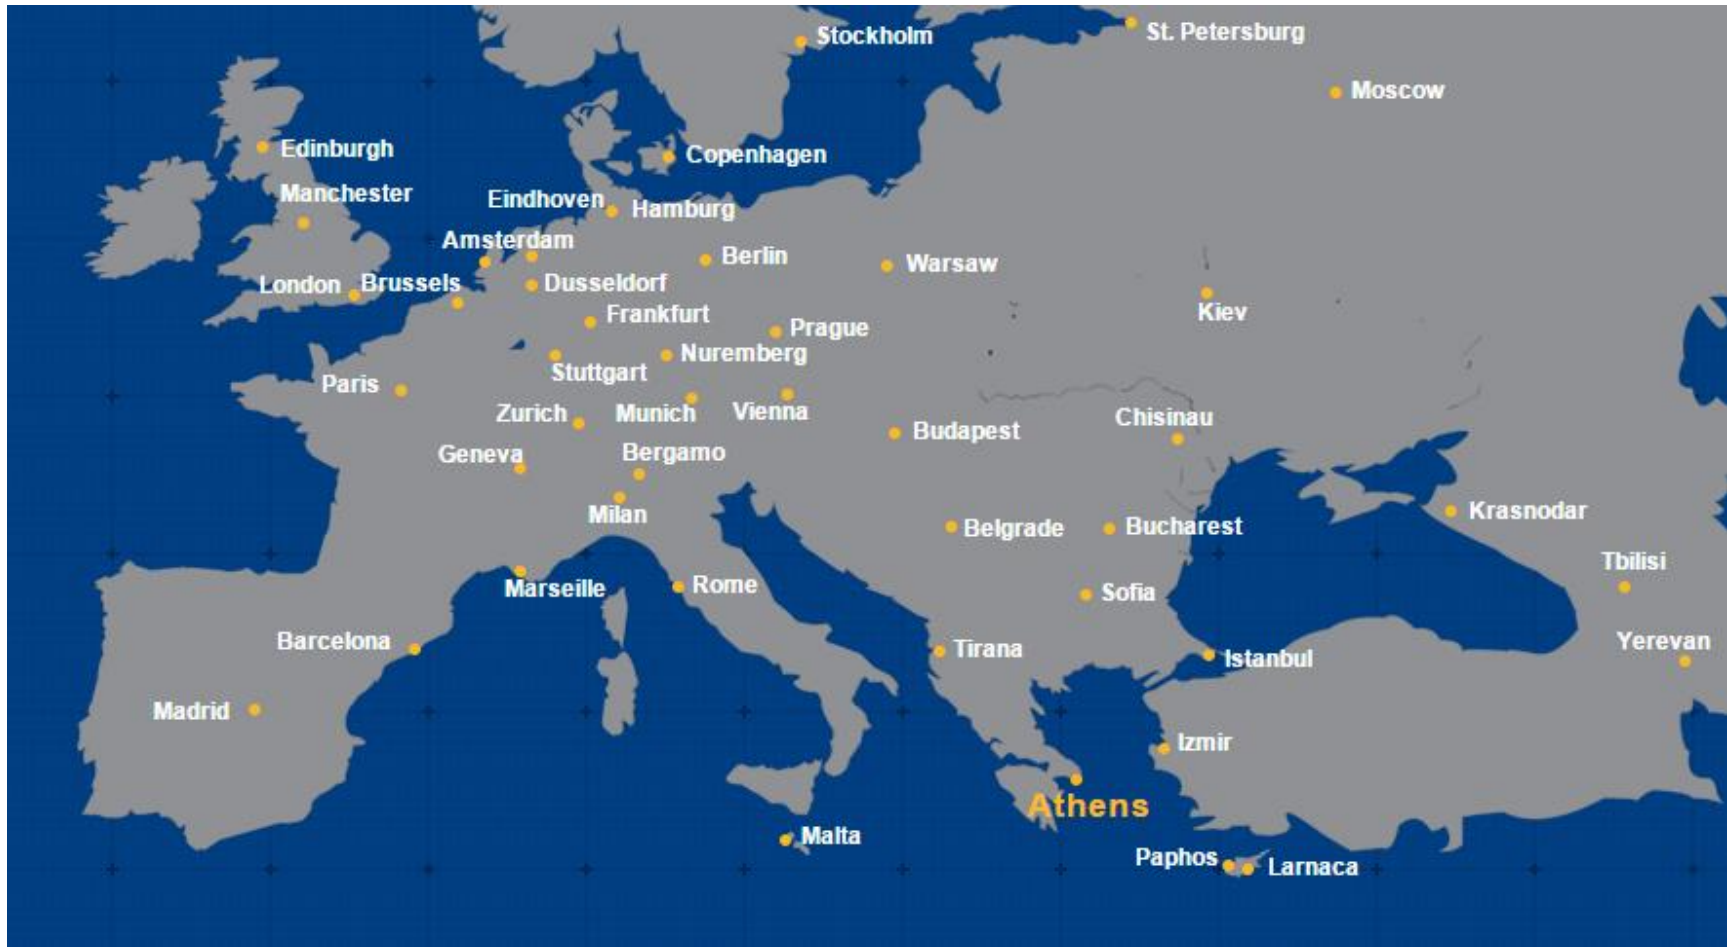 Stockholm
St. Petersburg
Moscow
Edinburgh
Copenhagen
Manchester
Eindhoven
Hamburg
Amsterdam
Berlin
Warsaw
London
Brussels
Dusseldorf
Kiev
Frankfurt
Prague
Nuremberg
Stuttgart
Paris
Zurich
Munich
Vienna
Chisinau
Budapest
Geneva
Bergamo
Milan
Krasnodar
Belgrade
Bucharest
Tbilisi
Marseille
Rome
Sofia
Barcelona
Tirana
Istanbul
Yerevan
Madrid
Izmir
Athens
Malta
Paphos
Larnaca